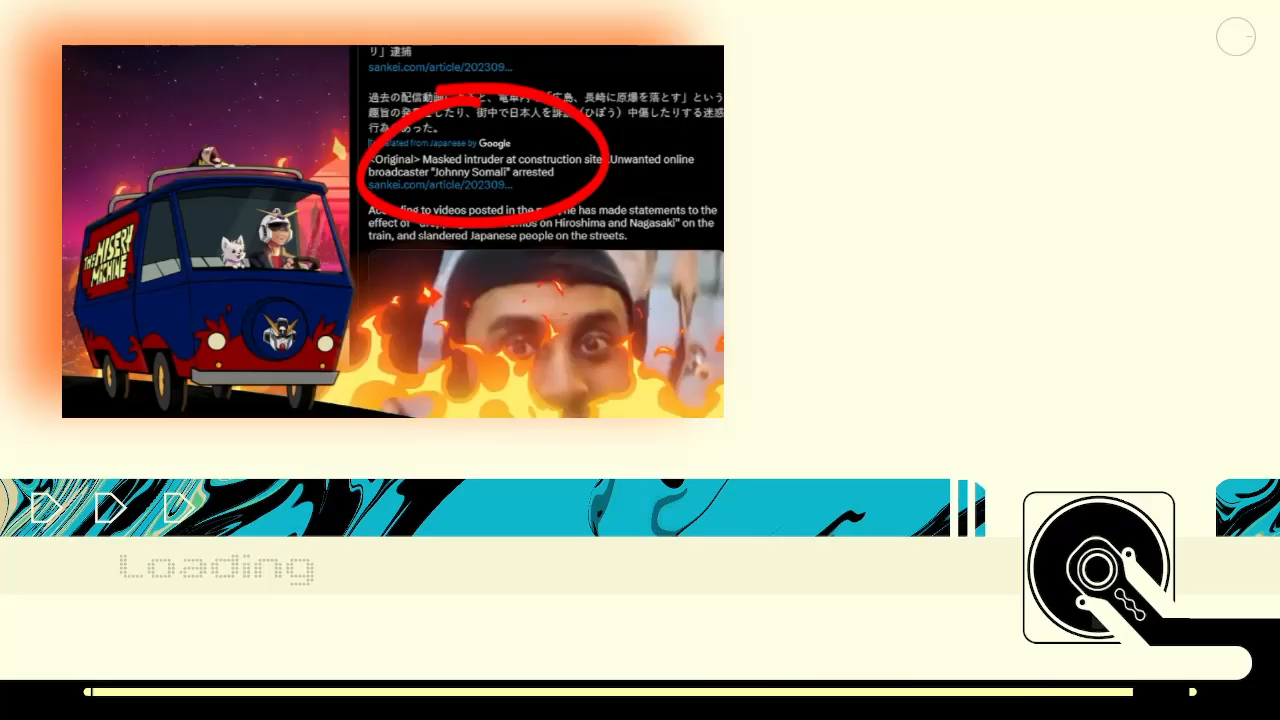 リ」逮捕
sankei.com/article/202309...
過去の配信動画
広島、長崎に原爆を落とす」という
趣旨の発
したり、街中で日本人を誹
(ひぼう)中傷したりする迷惑
行為
あった。
Translated from Japanese by Google
<Original> Masked intruder at construction site
Unwanted online
broadcaster "Johnny Somali" arrested
sankei.com/article/202309...
According to videos posted in the
he has made statements to the
effect of
on Hiroshima and Nagasaki" on the
train, and slandered Japanese people on the streets.
THE MISERY
MACHINE
Loading